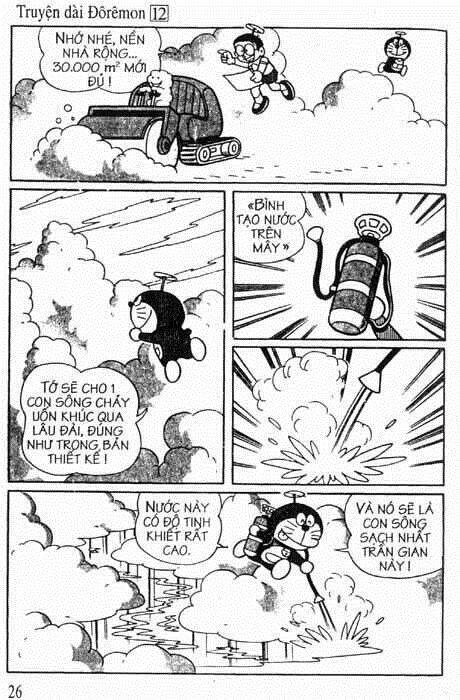 Truyện dài Đôrêmon 12
NHỚ NHÉ, NỀN
NHÀ RỘNG...
30.000 m² MỚI
ĐỦ !
«BÌNH
TẠO NƯỚC
TRÊN
MÂY»
TỚ SẼ CHO 1
CON SÔNG CHẢY
UỐN KHÚC QUA
LÂU ĐÀI, ĐÚNG
NHƯ TRONG BẢN
THIẾT KẾ !
NƯỚC NÀY
CÓ ĐỘ TINH
KHIẾT RẤT
CAO.
VÀ NÓ SẼ LÀ
CON SÔNG
SẠCH NHẤT
TRẦN GIAN
NÀY !
26